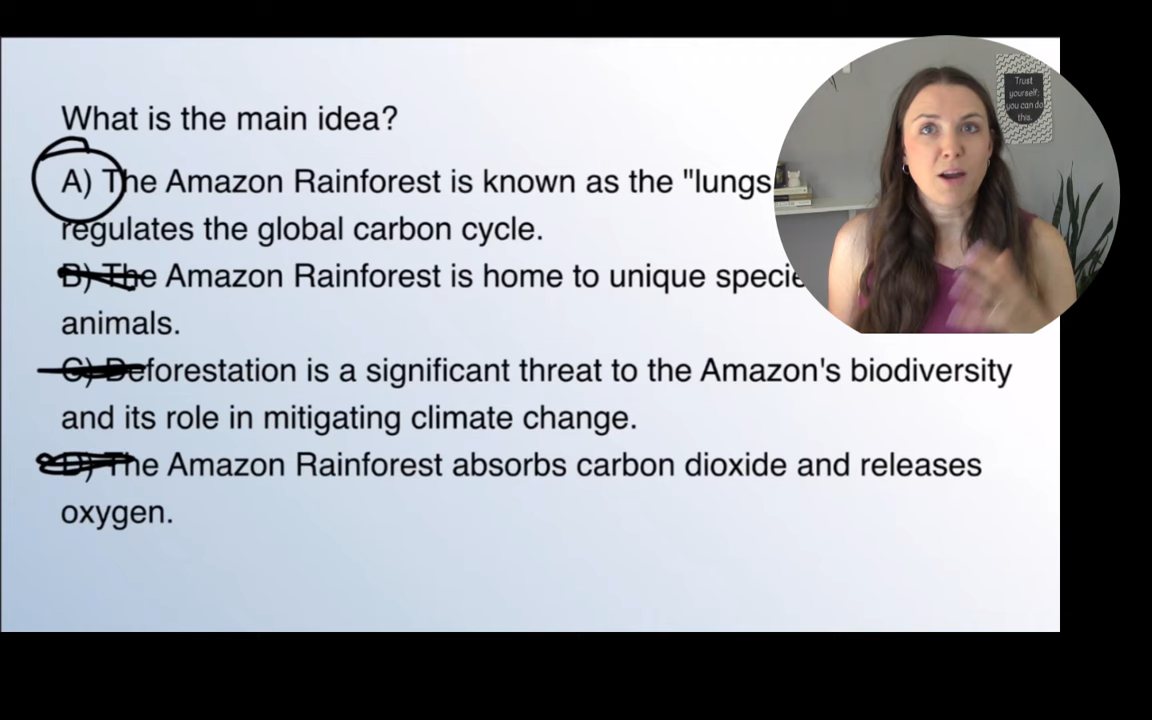 What is the main idea?
A) The Amazon Rainforest is known as the "lungs
regulates the global carbon cycle.
B) The Amazon Rainforest is home to unique
animals.
C) Deforestation is a significant threat to the Amazon's biodiversity
and its role in mitigating climate change.
D) The Amazon Rainforest absorbs carbon dioxide and releases
oxygen.
Trust
yourself;
you can do
this.